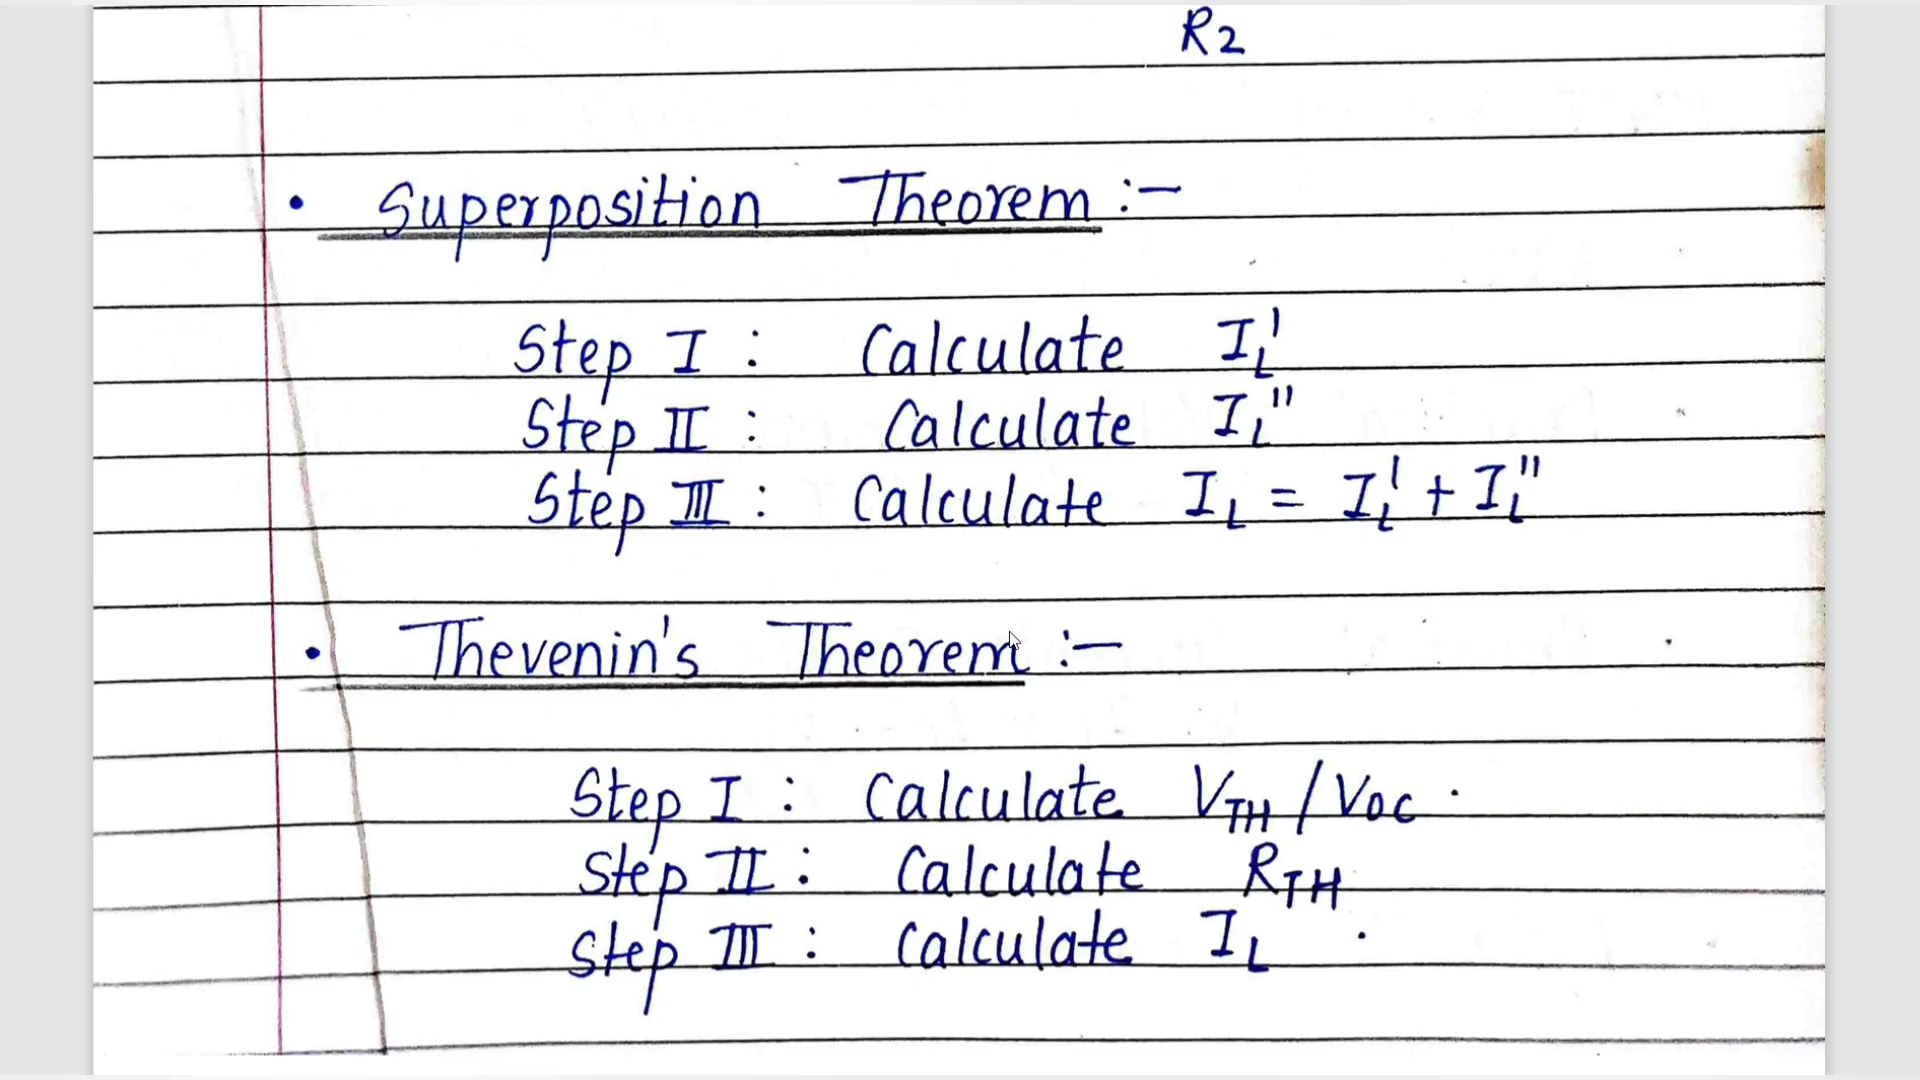 R2
• Superposition Theorem :-
Step I : Calculate I_L'
Step II : Calculate I_L''
Step III : Calculate I_L = I_L' + I_L''
• Thevenin's Theorem :-
Step I : Calculate V_TH / VOC .
Step II : Calculate R_TH
Step III : Calculate I_L .